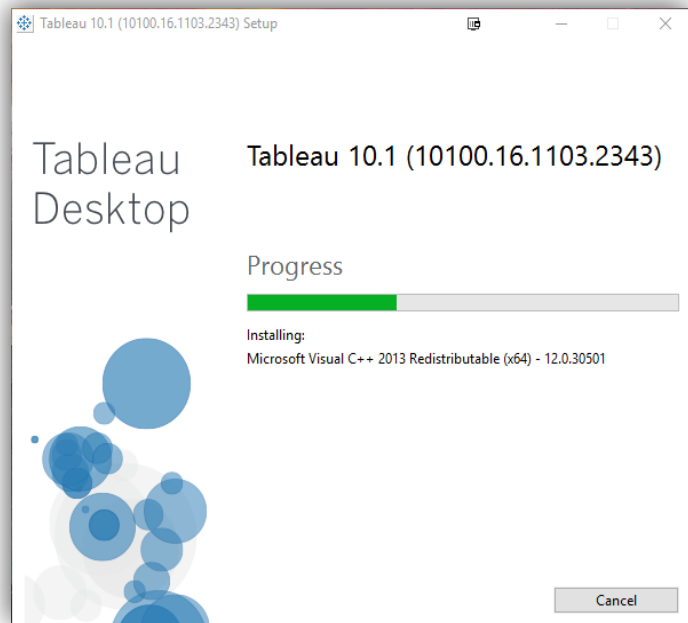 Tableau 10.1 (10100.16.1103.2343) Setup
Tableau
Desktop
Tableau 10.1 (10100.16.1103.2343)
Progress
Installing:
Microsoft Visual C++ 2013 Redistributable (x64) - 12.0.30501
Cancel